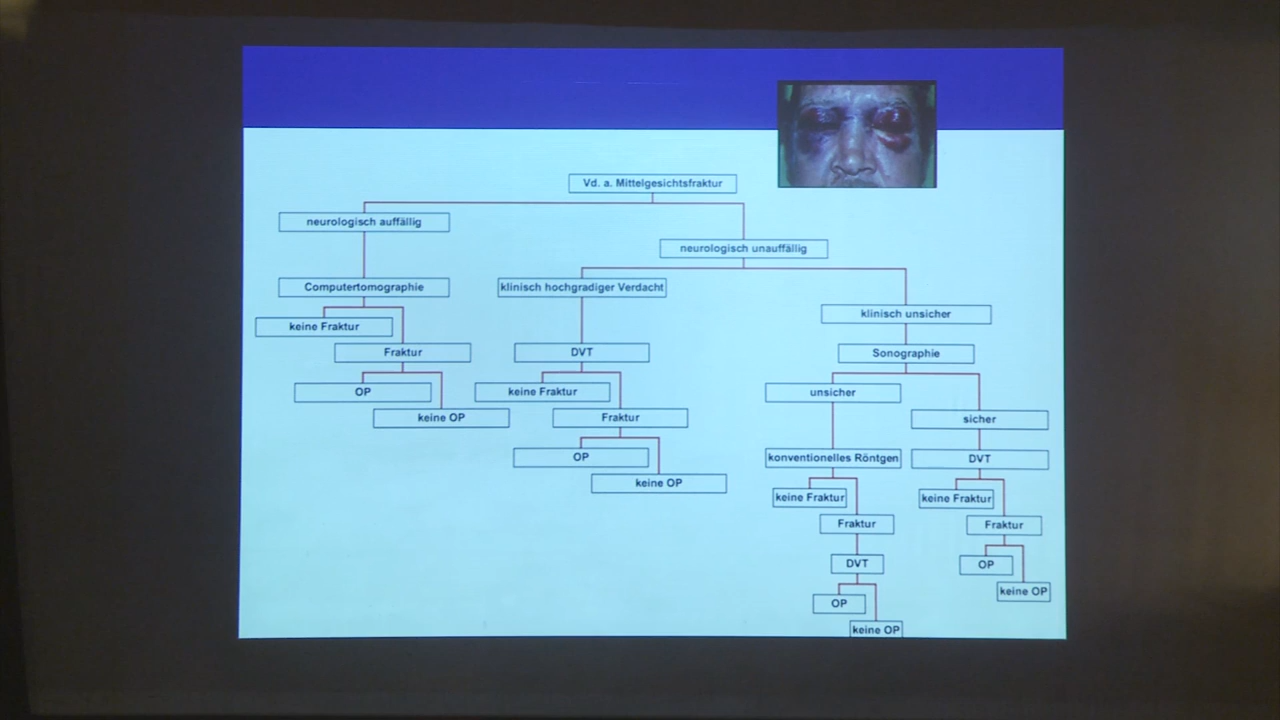 Vd. a. Mittelgesichtsfraktur
neurologisch auffällig
neurologisch unauffällig
Computertomographie
klinisch hochgradiger Verdacht
klinisch unsicher
keine Fraktur
Fraktur
DVT
Sonographie
OP
keine Fraktur
unsicher
keine OP
Fraktur
sicher
OP
konventionelles Röntgen
DVT
keine OP
keine Fraktur
keine Fraktur
Fraktur
Fraktur
DVT
OP
keine OP
OP
keine OP